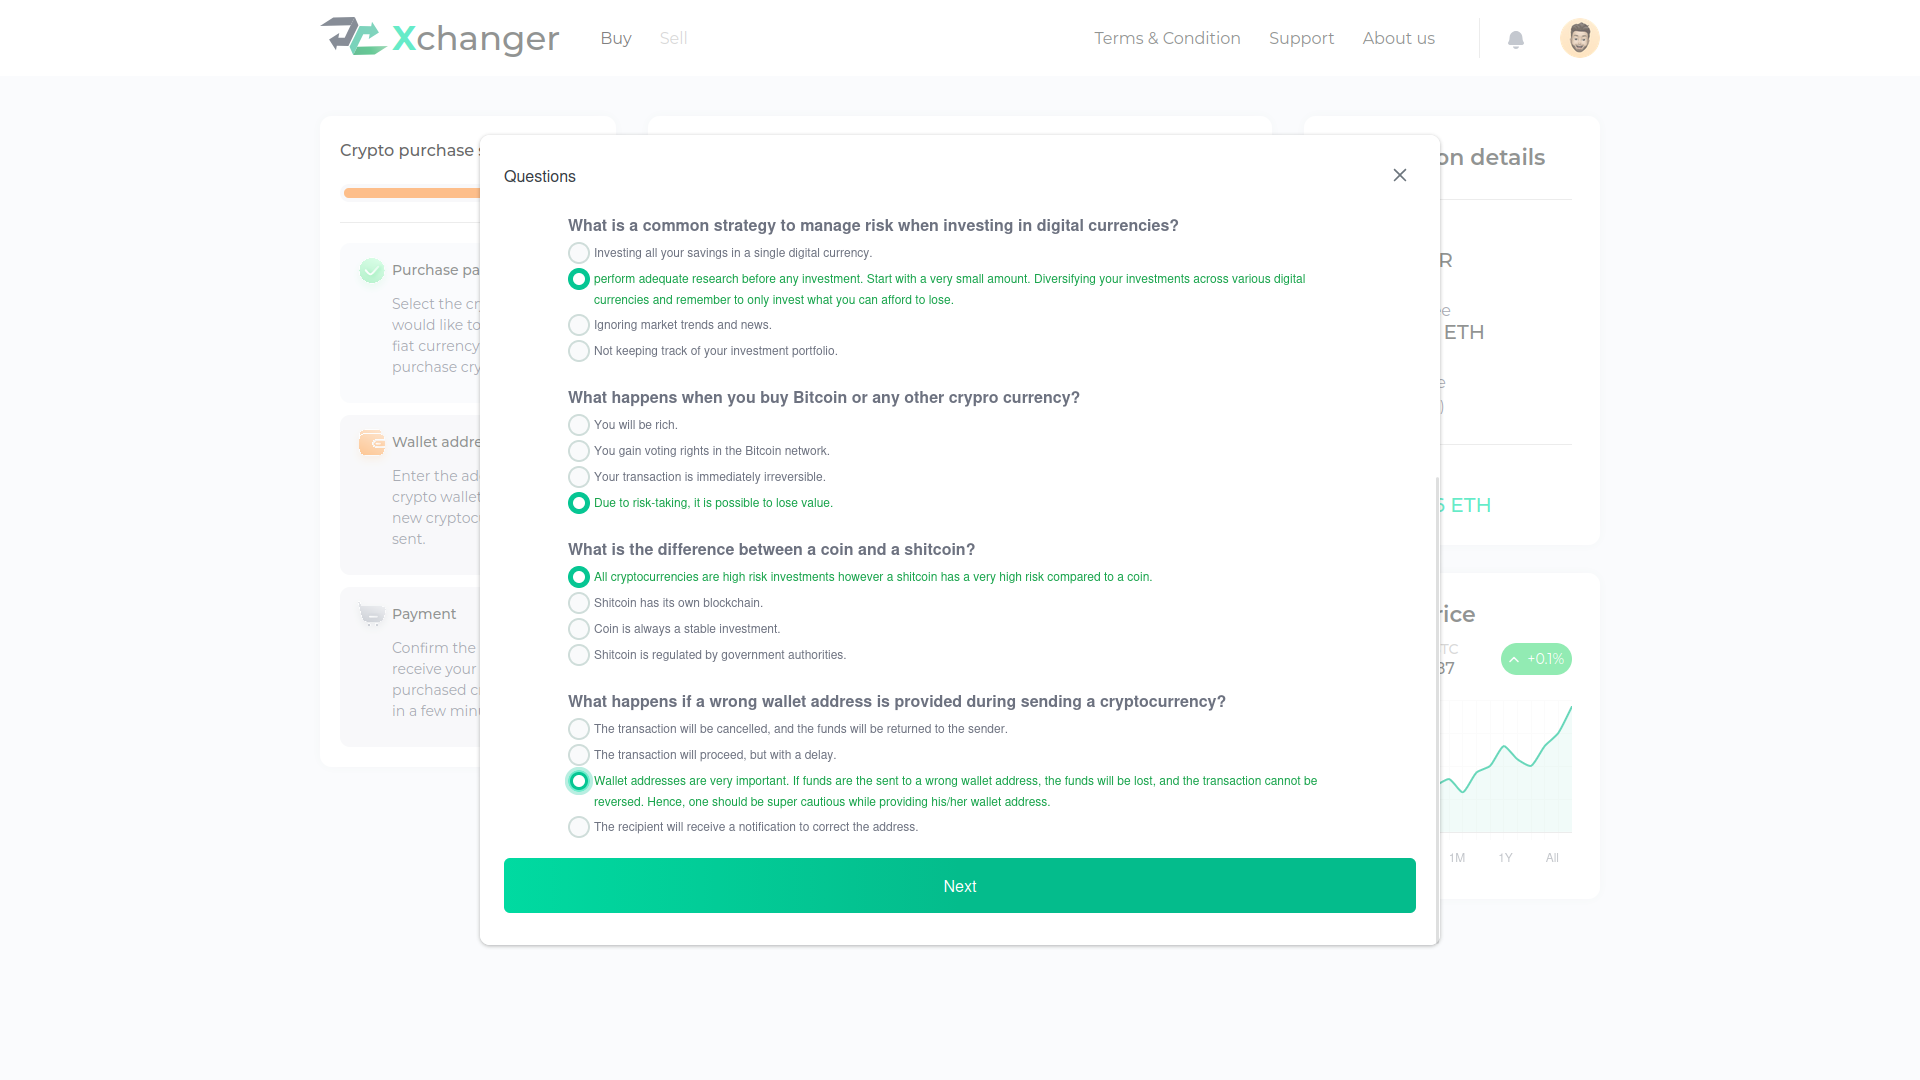 Xchanger
Buy
Sell
Terms & Condition
Support
About us
Crypto purchase
on details
Questions
What is a common strategy to manage risk when investing in digital currencies?
Investing all your savings in a single digital currency.
perform adequate research before any investment. Start with a very small amount. Diversifying your investments across various digital
currencies and remember to only invest what you can afford to lose.
Ignoring market trends and news.
Not keeping track of your investment portfolio.
What happens when you buy Bitcoin or any other crypro currency?
You will be rich.
You gain voting rights in the Bitcoin network.
Your transaction is immediately irreversible.
Due to risk-taking, it is possible to lose value.
What is the difference between a coin and a shitcoin?
All cryptocurrencies are high risk investments however a shitcoin has a very high risk compared to a coin.
Shitcoin has its own blockchain.
Coin is always a stable investment.
Shitcoin is regulated by government authorities.
What happens if a wrong wallet address is provided during sending a cryptocurrency?
The transaction will be cancelled, and the funds will be returned to the sender.
The transaction will proceed, but with a delay.
Wallet addresses are very important. If funds are the sent to a wrong wallet address, the funds will be lost, and the transaction cannot be
reversed. Hence, one should be super cautious while providing his/her wallet address.
The recipient will receive a notification to correct the address.
Next
Purchase pa
Select the cr
would like to
fiat currency
purchase cry
Wallet addre
Enter the ad
crypto wallet
new cryptoc
sent.
Payment
Confirm the
receive your
purchased c
in a few min
R
ee
ETH
e
)
5 ETH
rice
TC
37
+0.1%
1M
1Y
All